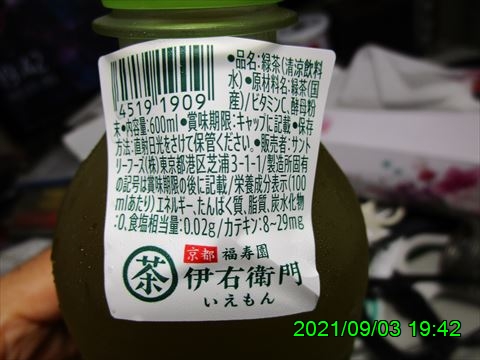 •品名:緑茶(清涼飲料
水)•原材料名:緑茶(国
産)/ビタミンC、酵母粉
4519 1909
末•内容量:600ml•賞味期限:キャップに記載•保存
方法:直射日光をさけて保管ください。•販売者:サント
リーフーズ(株)東京都港区芝浦3-1-1/製造所固有
の記号は賞味期限の後に記載/栄養成分表示(100
mlあたり)エネルギー、たんぱく質、脂質、炭水化物
:0、食塩相当量:0.02g/カテキン:8~29mg
京都 福寿園
茶 伊右衛門
いえもん
2021/09/03 19:42